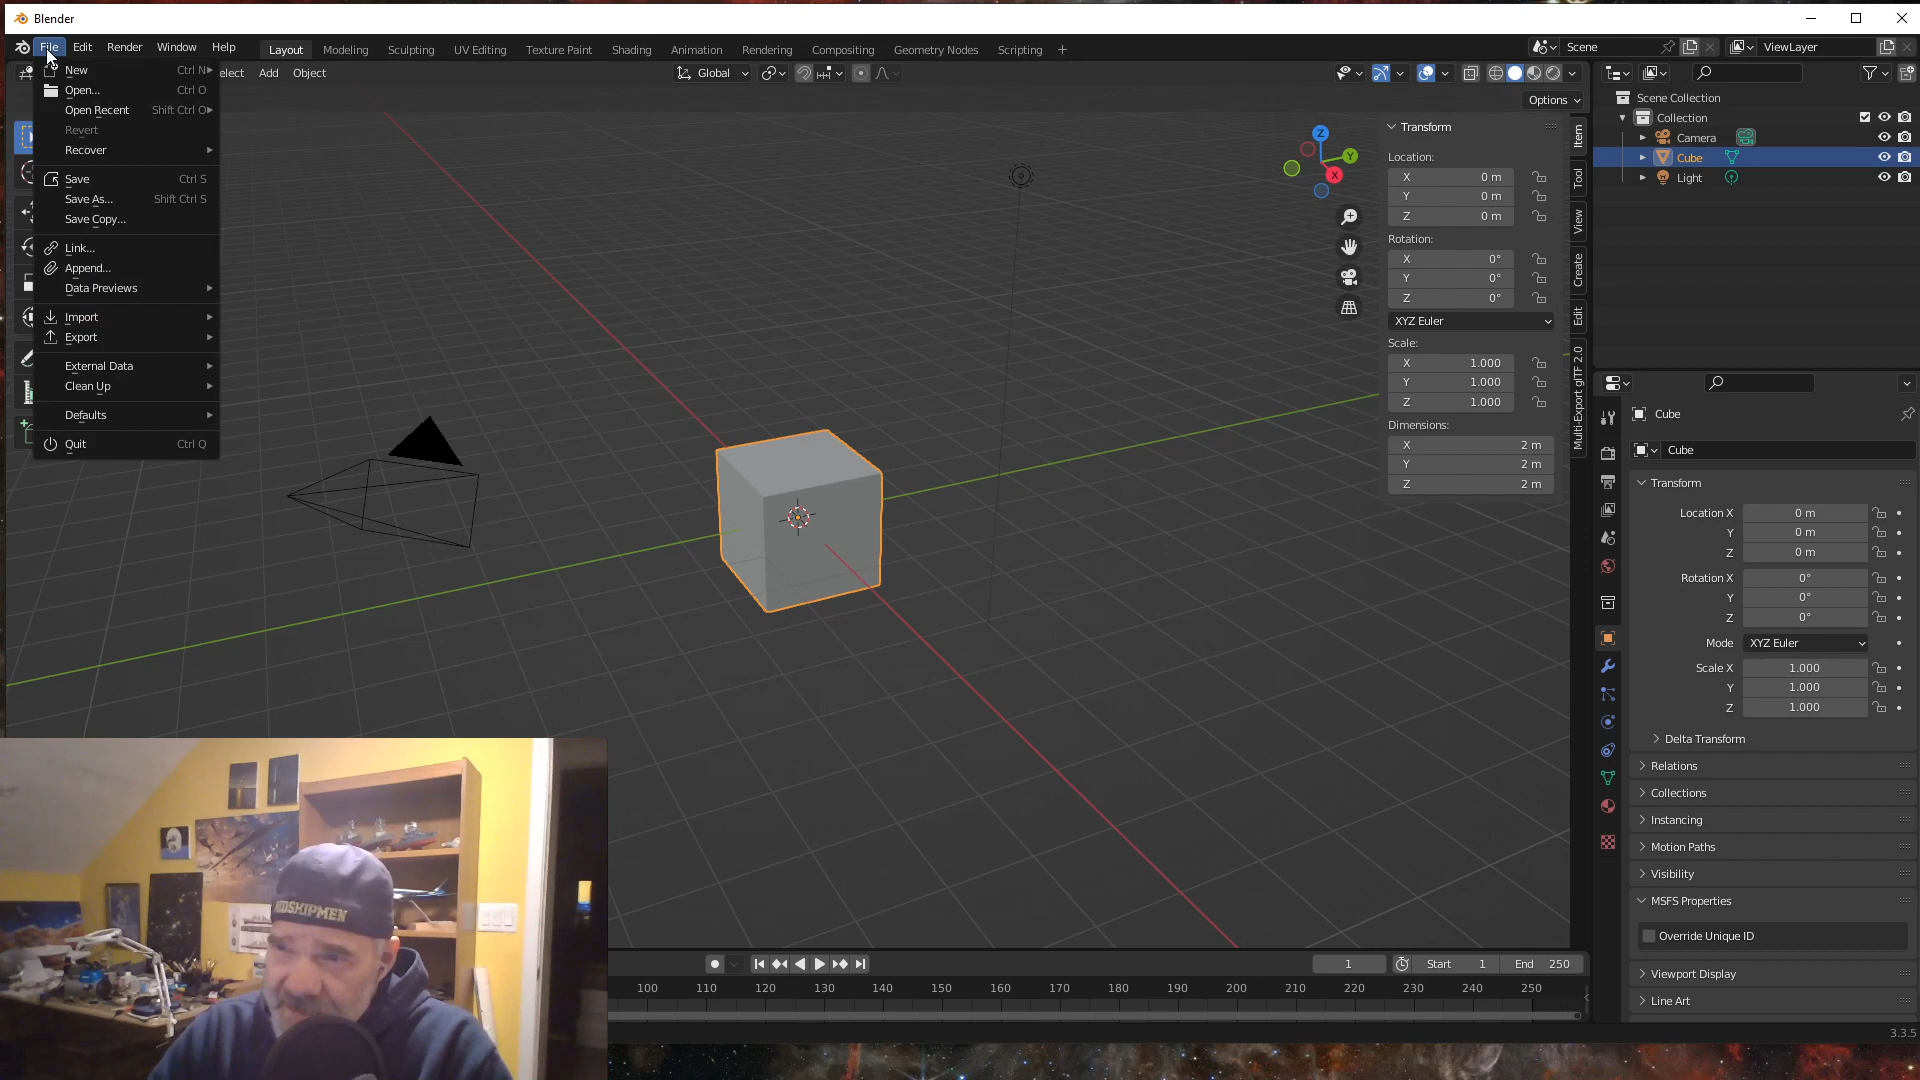 Blender
File Edit Render Window Help Layout Modeling Sculpting UV Editing Texture Paint Shading Animation Rendering Compositing Geometry Nodes Scripting + Scene ViewLayer
elect Add Object Global
Options
New Ctrl N
Open... Ctrl O
Open Recent Shift Ctrl O
Revert
Recover
Save Ctrl S
Save As... Shift Ctrl S
Save Copy...
Link...
Append...
Data Previews
Import
Export
External Data
Clean Up
Defaults
Quit Ctrl Q
Z
Y
X
Transform
Location:
X 0 m
Y 0 m
Z 0 m
Rotation:
X 0°
Y 0°
Z 0°
XYZ Euler
Scale:
X 1.000
Y 1.000
Z 1.000
Dimensions:
X 2 m
Y 2 m
Z 2 m
Item
Tool
View
Create
Edit
Multi-Export glTF 2.0
Scene Collection
Collection
Camera
Cube
Light
Cube
Cube
Transform
Location X 0 m
Y 0 m
Z 0 m
Rotation X 0°
Y 0°
Z 0°
Mode XYZ Euler
Scale X 1.000
Y 1.000
Z 1.000
Delta Transform
Relations
Collections
Instancing
Motion Paths
Visibility
MSFS Properties
Override Unique ID
Viewport Display
Line Art
MIDSHIPMEN
1 Start 1 End 250
100 110 120 130 140 150 160 170 180 190 200 210 220 230 240 250
3.3.5